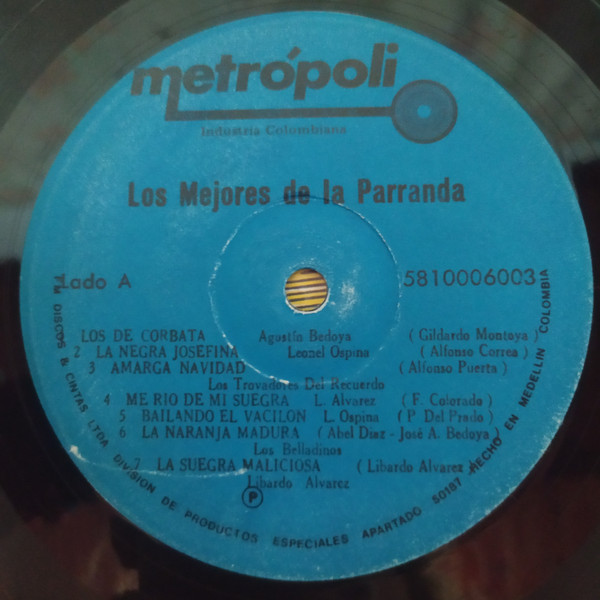 metrópoli
Industria Colombiana
Los Mejores de la Parranda
Lado A 5810006003
LOS DE CORBATA Agostín Bedoya (Gildardo Montoya)
2 LA NEGRA JOSEFINA Leonel Ospina (Alfonso Correa)
3 AMARGA NAVIDAD (Alfonso Puerta)
Los Trovadores Del Recuerdo
4 ME RIO DE MI SUEGRA L. Alvarez (F. Colorado)
5 BAILANDO EL VACILON L. Ospina (P. Del Prado)
6 LA NARANJA MADURA (Abel Diaz - José A. Bedoya)
Los Belladinos
7 LA SUEGRA MALICIOSA (Libardo Alvarez)
Libardo Alvarez
P
T.M DISCOS & CINTAS LTDA DIVISION DE PRODUCTOS ESPECIALES APARTADO 50187 HECHO EN MEDELLIN COLOMBIA